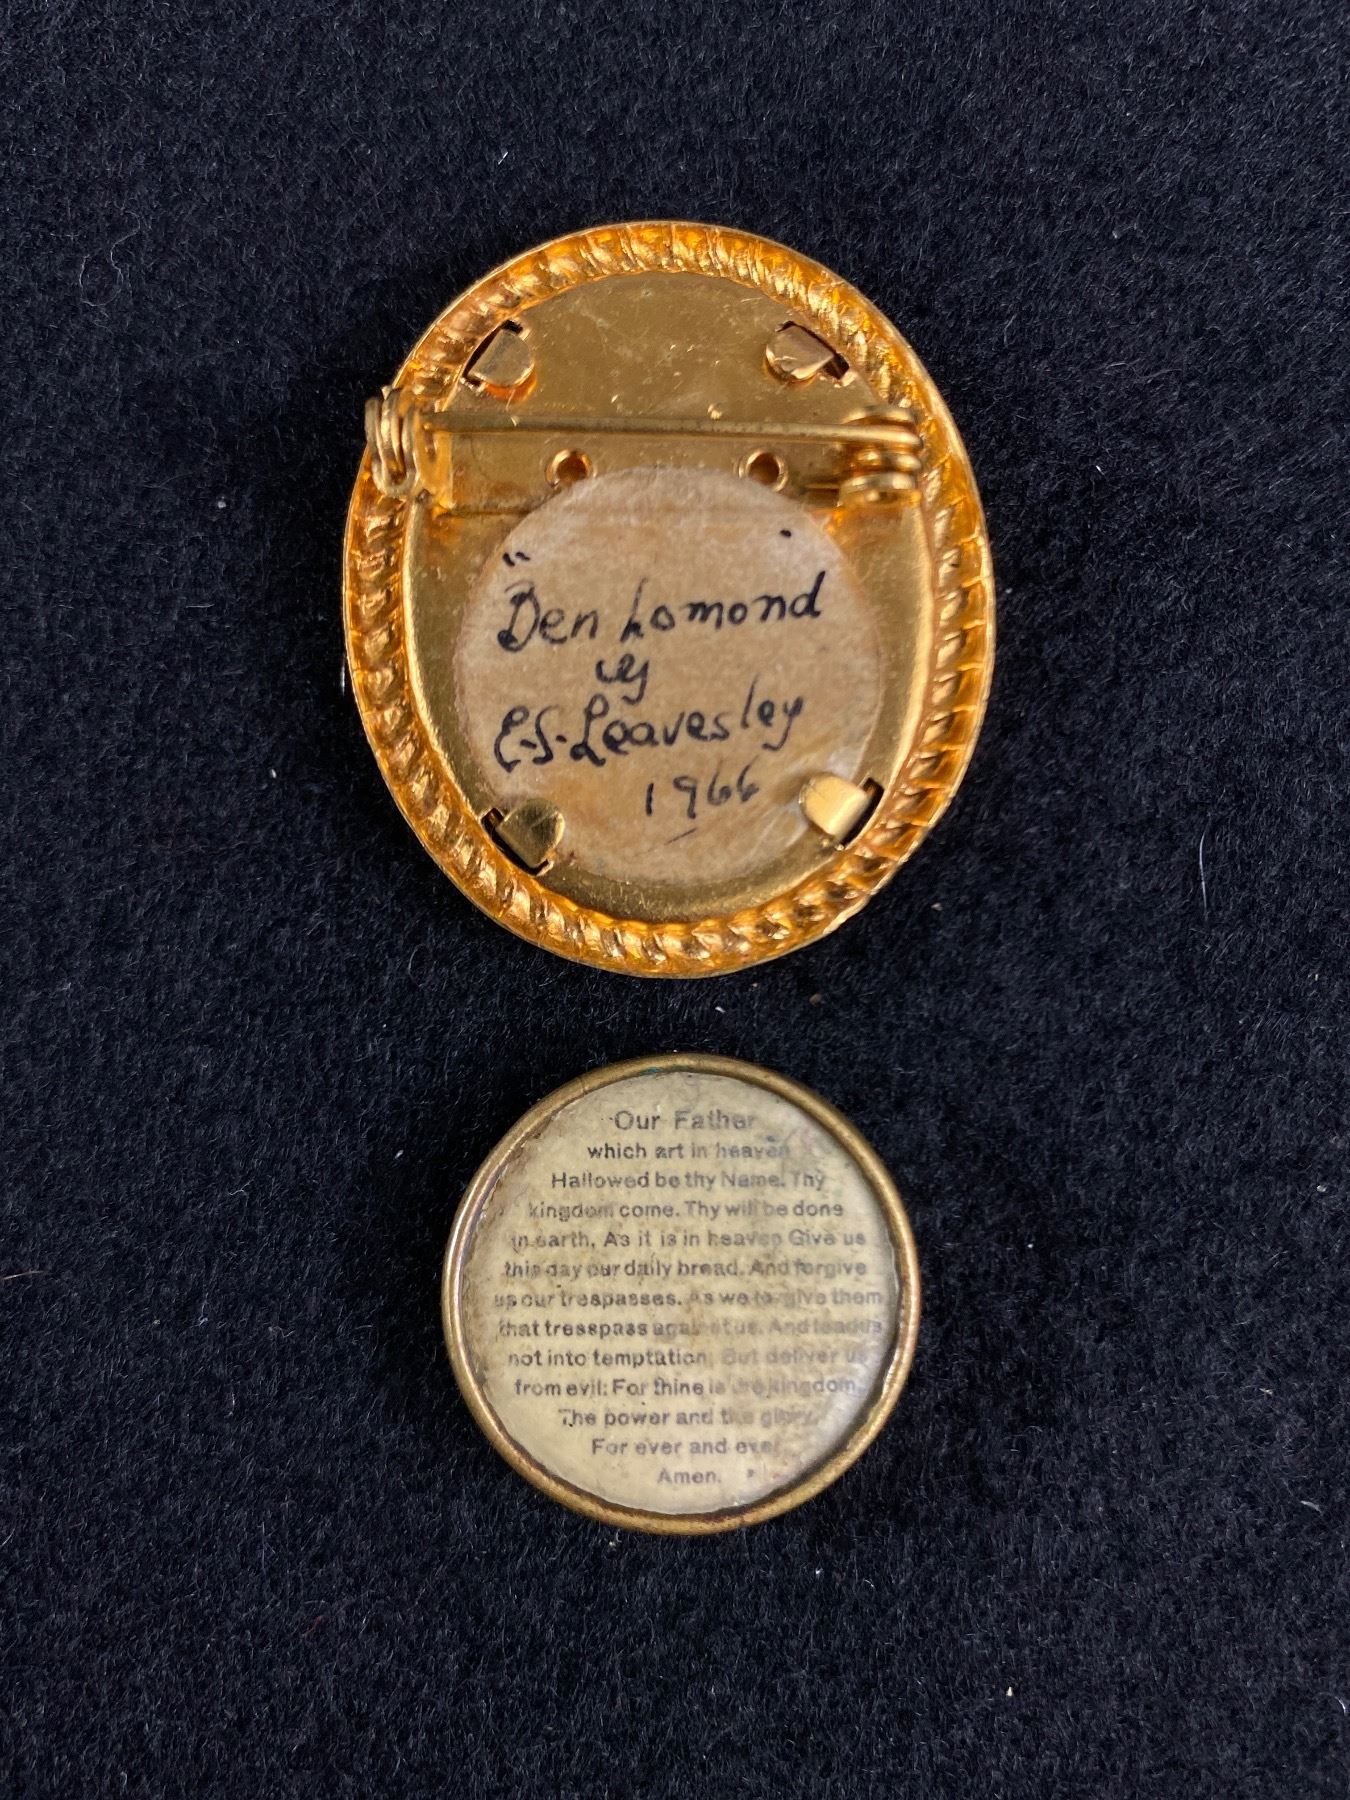 "Ben Lomond"
by
E.S. Leavesley
1966
Our Father
which art in heaven
Hallowed be thy Name. Thy
kingdom come. Thy will be done
in earth, As it is in heaven Give us
this day our daily bread. And forgive
us our trespasses. As we forgive them
that tresspass against us. And lead us
not into temptation; But deliver us
from evil: For thine is the kingdom,
The power and the glory,
For ever and ever
Amen.